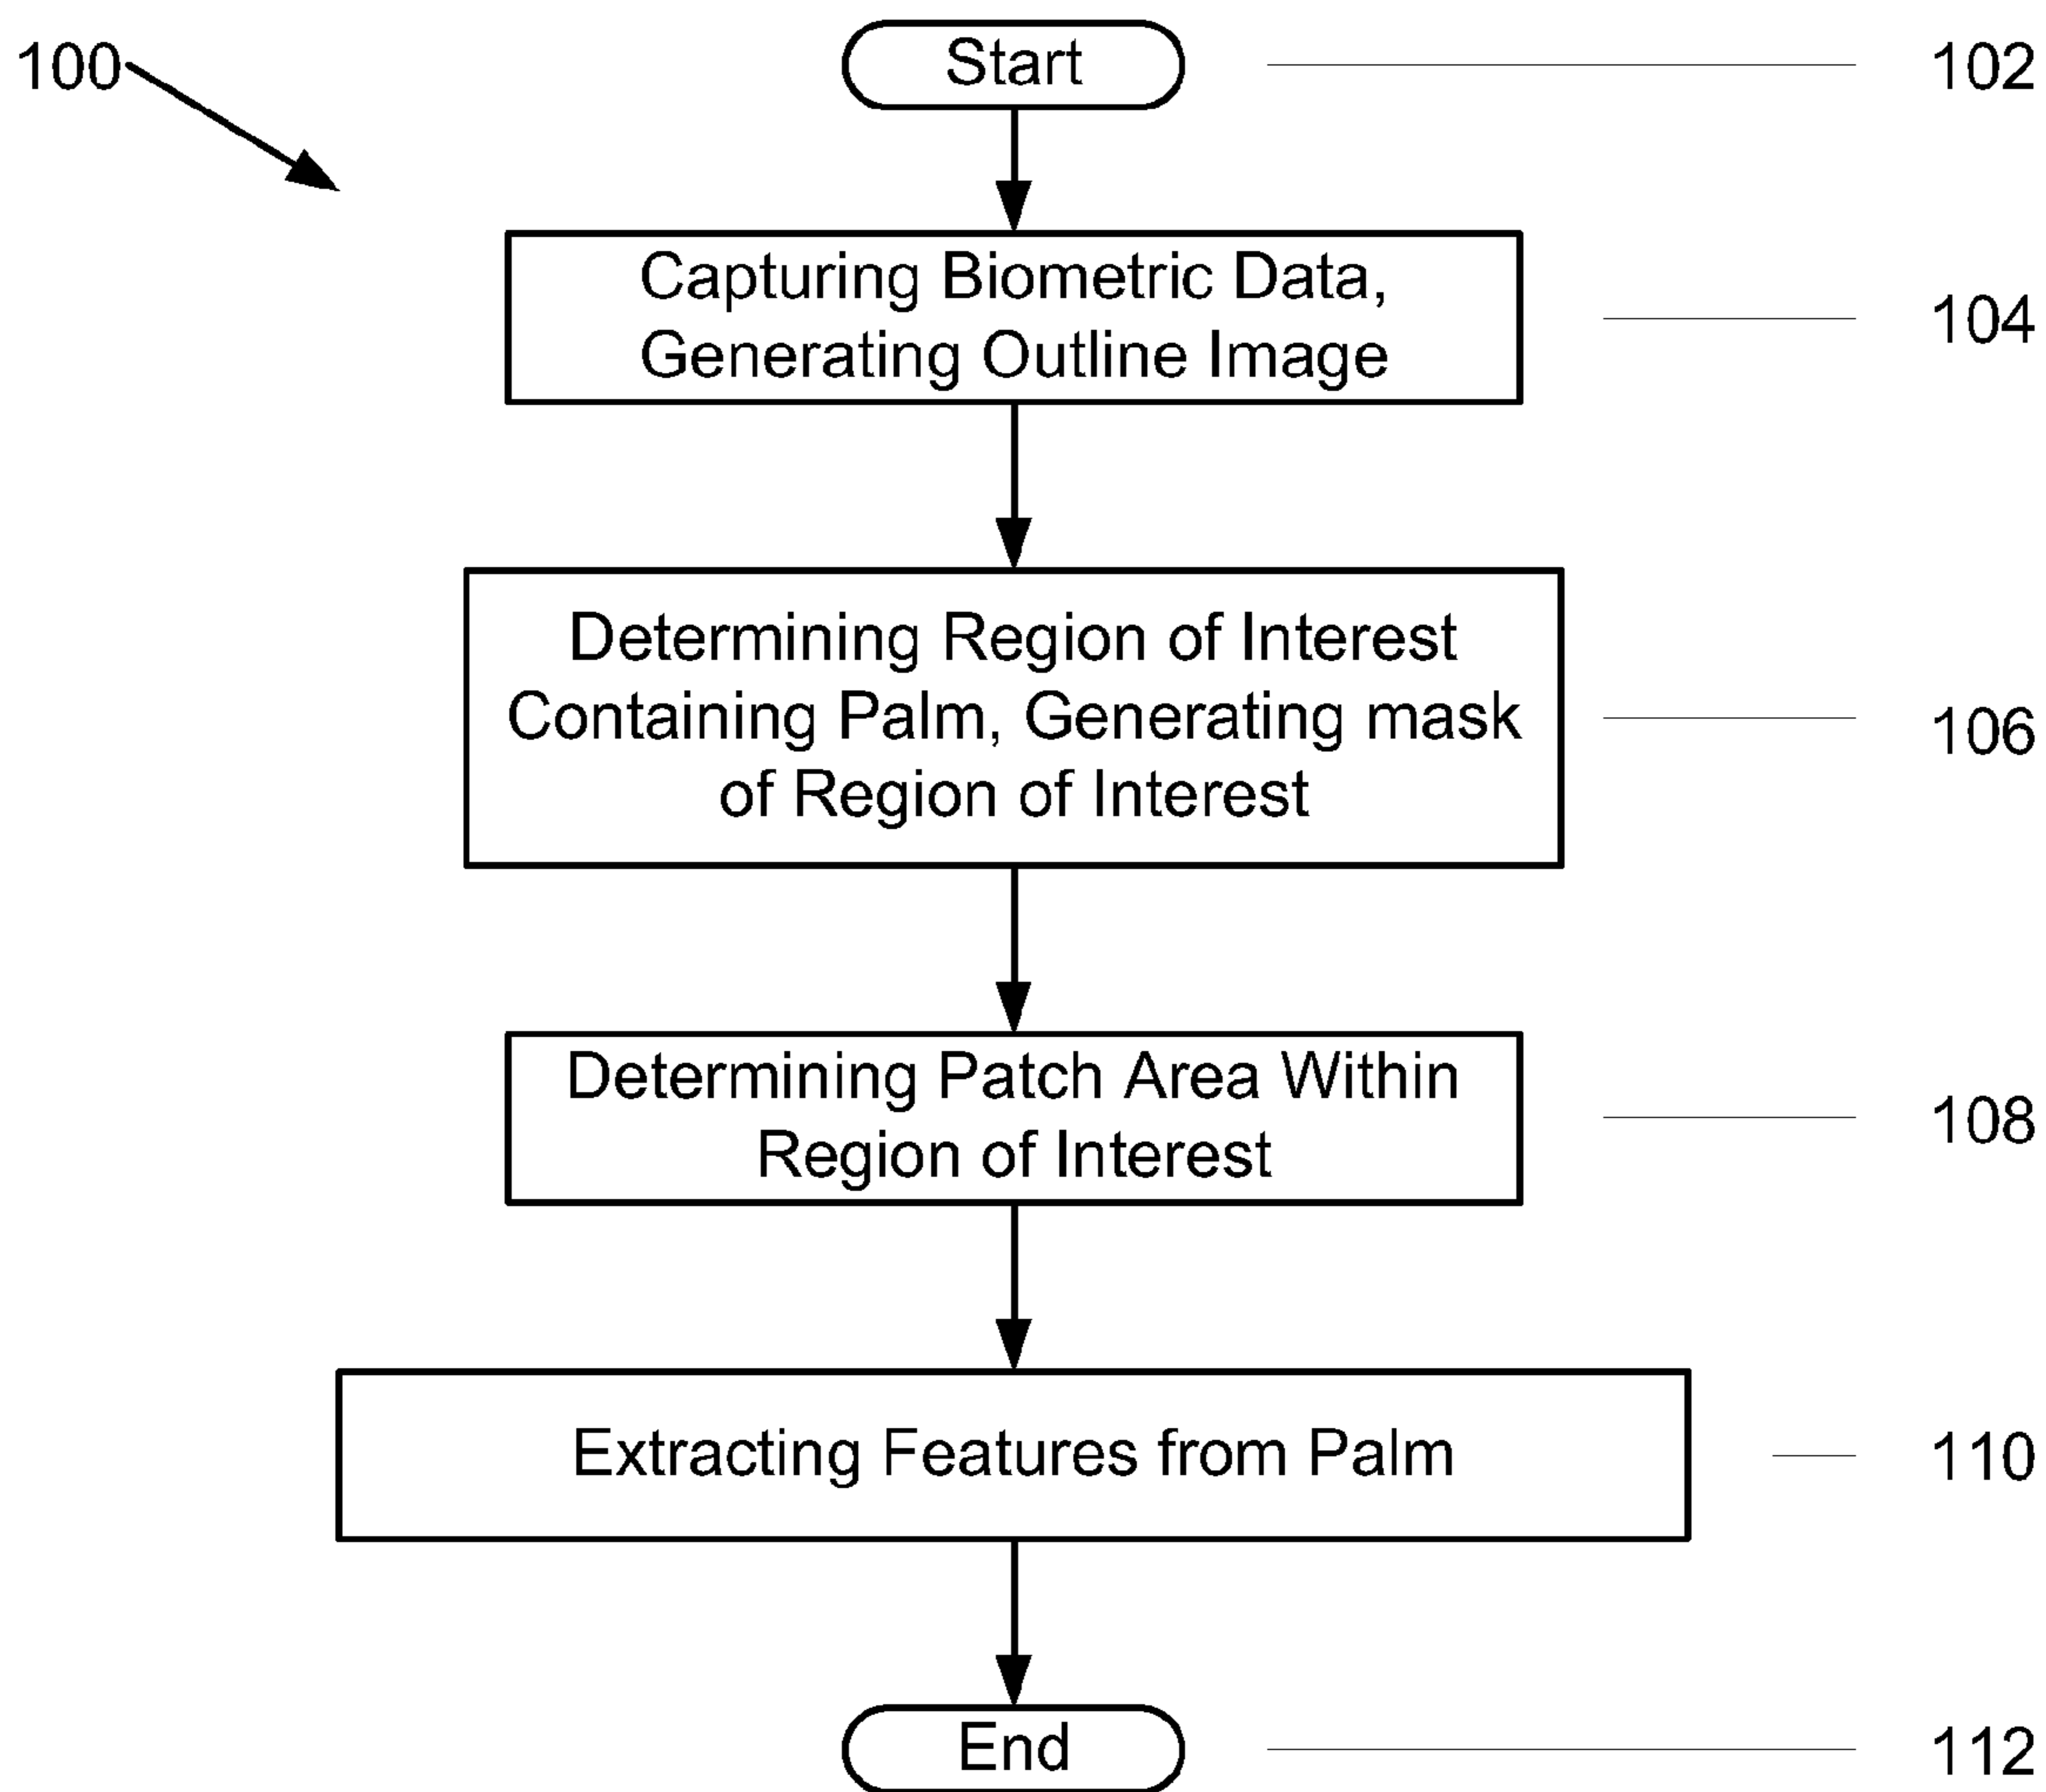 100
Start
102
Capturing Biometric Data,
Generating Outline Image
104
Determining Region of Interest
Containing Palm, Generating mask
of Region of Interest
106
Determining Patch Area Within
Region of Interest
108
Extracting Features from Palm
110
End
112